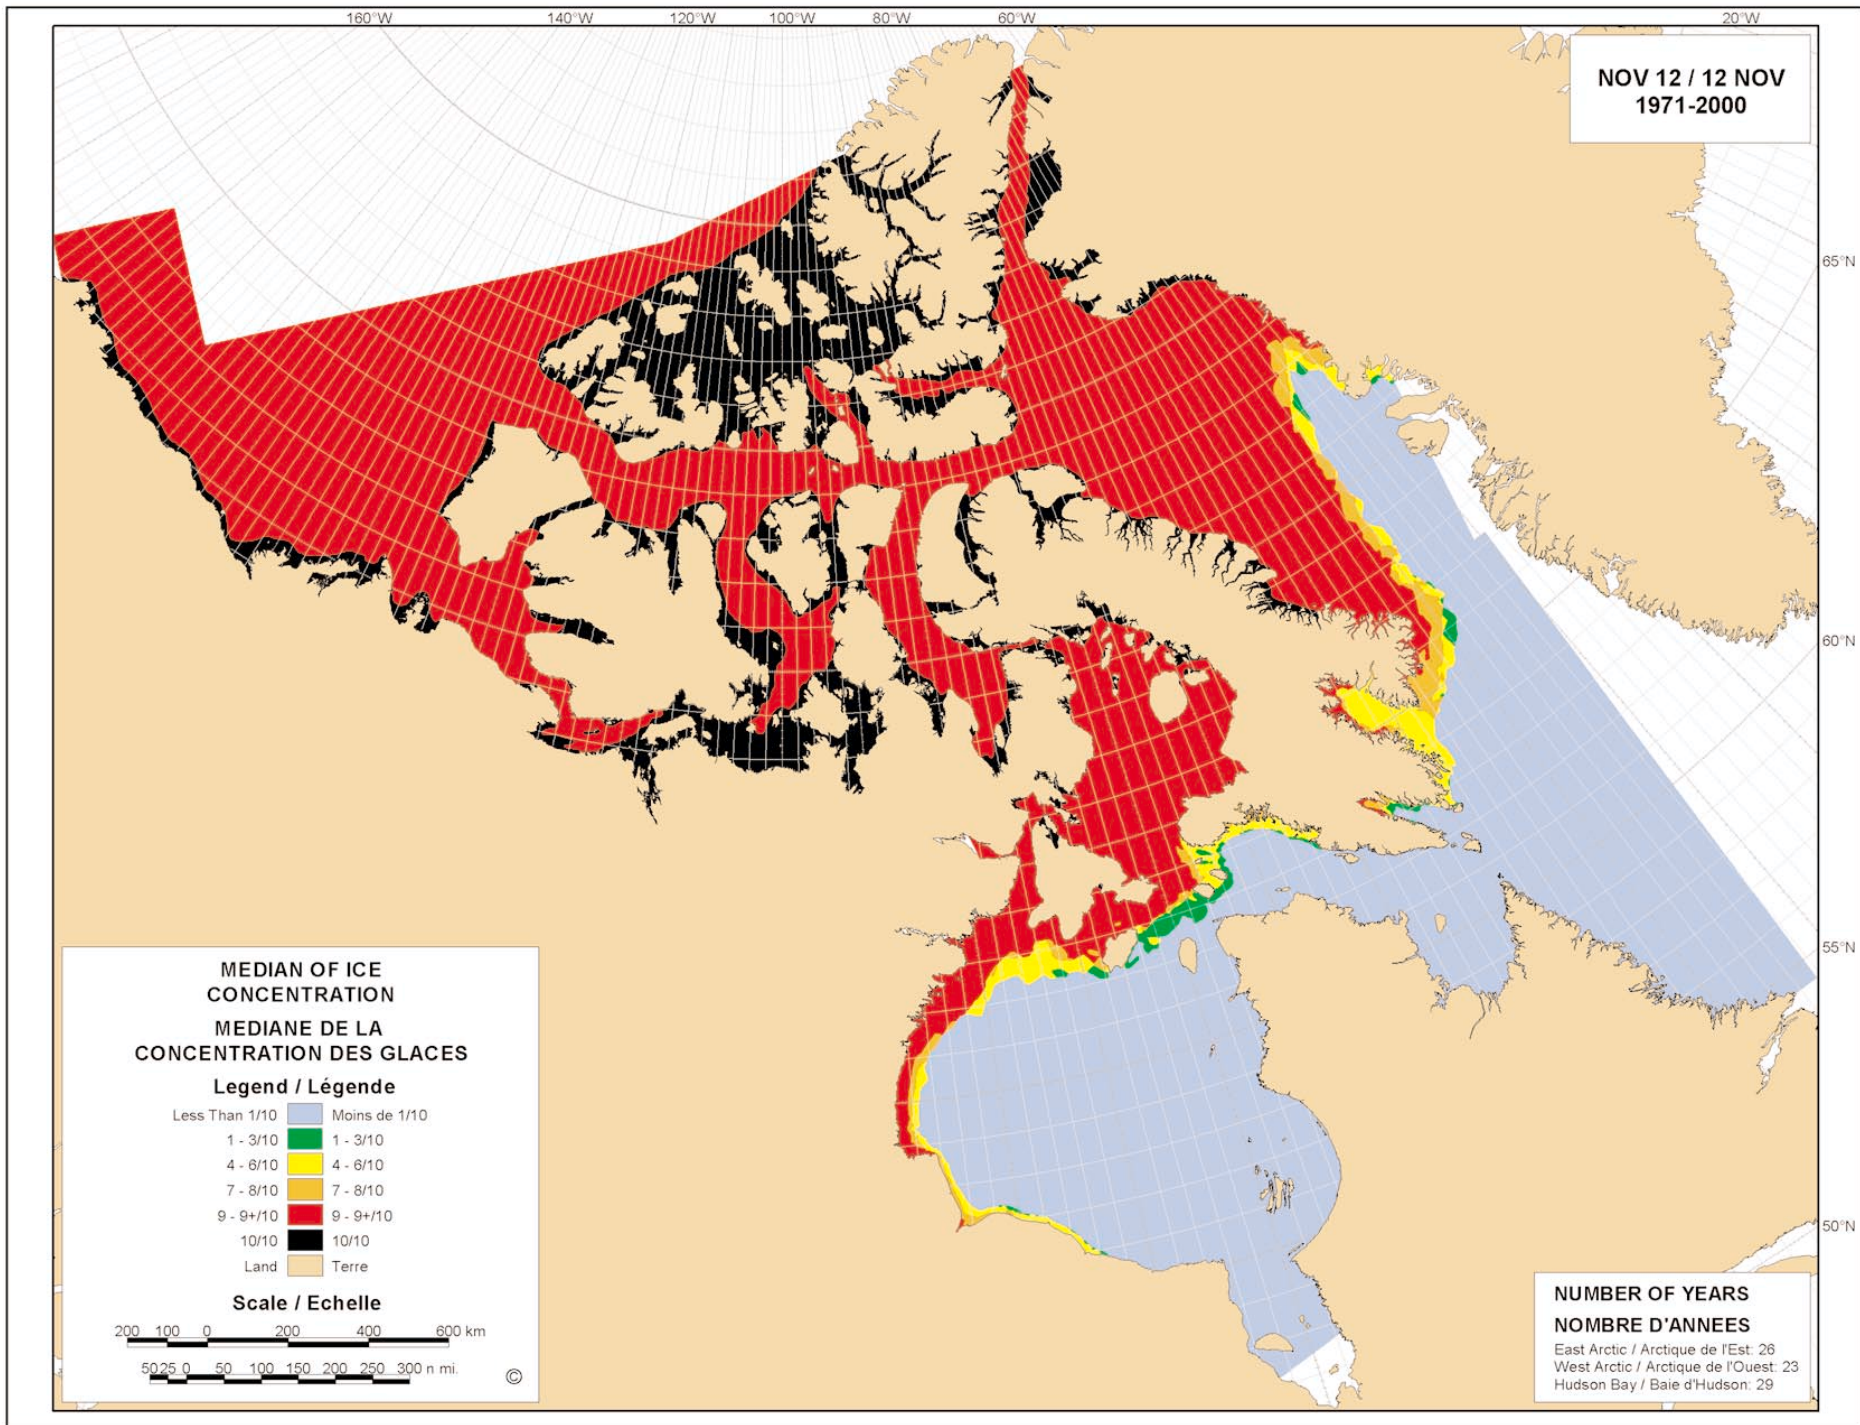 160°W 140°W 120°W 100°W 80°W 60°W 20°W
NOV 12 / 12 NOV
1971-2000
65°N
60°N
55°N
50°N
MEDIAN OF ICE
CONCENTRATION
MEDIANE DE LA
CONCENTRATION DES GLACES
Legend / Légende
Less Than 1/10 Moins de 1/10
1 - 3/10 1 - 3/10
4 - 6/10 4 - 6/10
7 - 8/10 7 - 8/10
9 - 9+/10 9 - 9+/10
10/10 10/10
Land Terre
Scale / Echelle
200 100 0 200 400 600 km
50 25 0 50 100 150 200 250 300 n mi.
©
NUMBER OF YEARS
NOMBRE D'ANNEES
East Arctic / Arctique de l'Est: 26
West Arctic / Arctique de l'Ouest: 23
Hudson Bay / Baie d'Hudson: 29